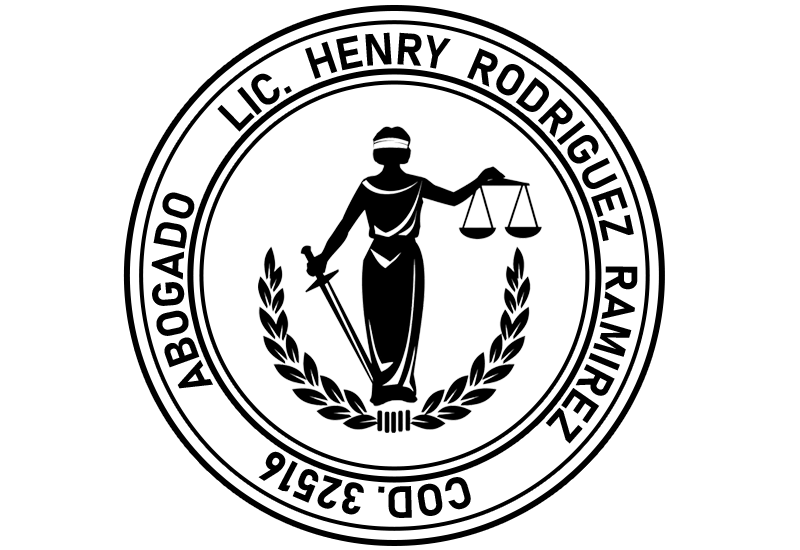 ABOGADO
LIC. HENRY RODRIGUEZ RAMIREZ
COD. 32516